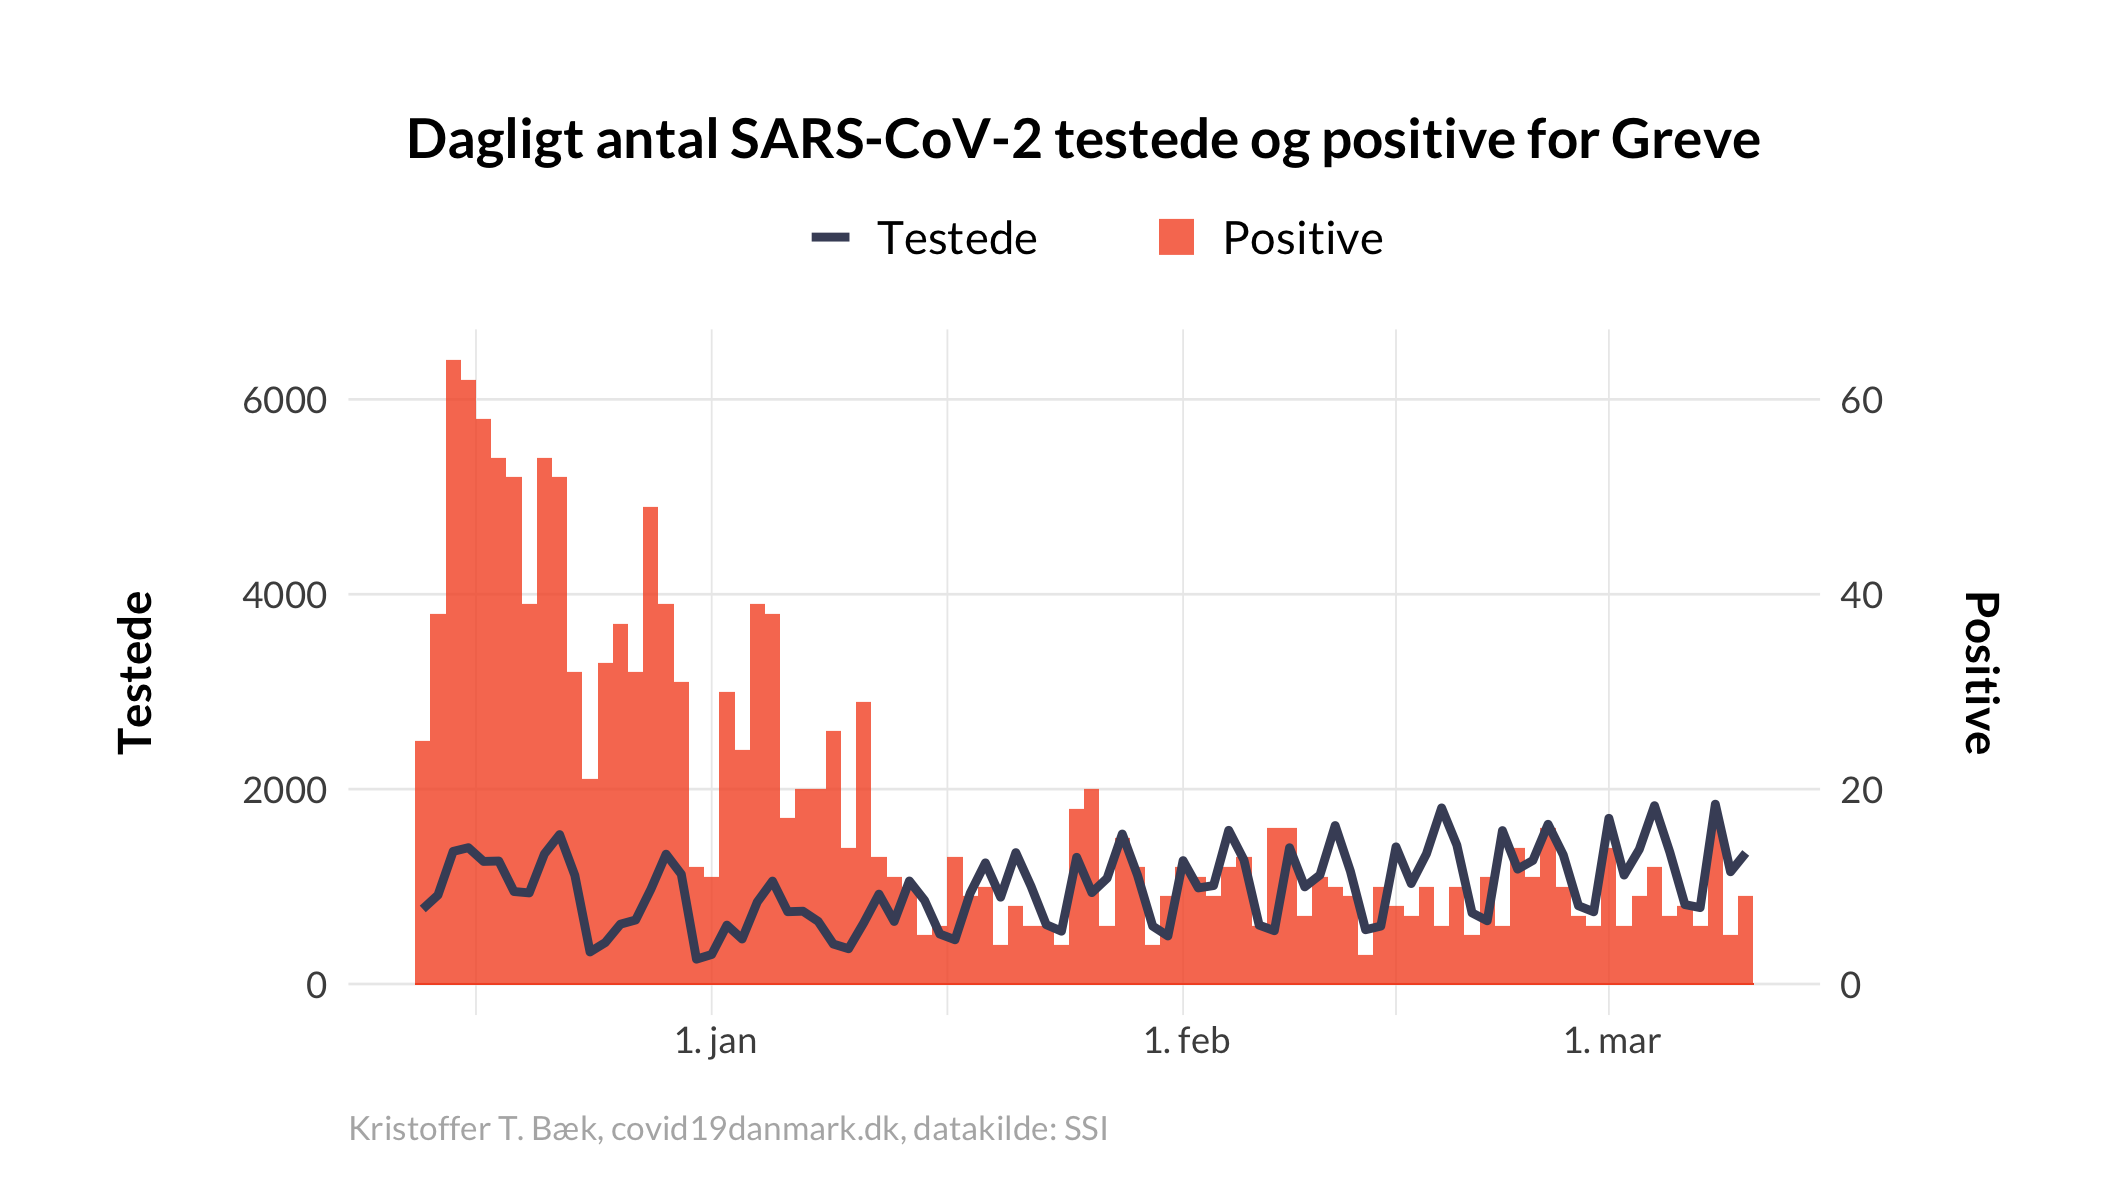 Dagligt antal SARS-CoV-2 testede og positive for Greve
Testede
Positive
6000
4000
2000
0
60
40
20
0
Testede
Positive
1. jan
1. feb
1. mar
Kristoffer T. Bæk, covid19danmark.dk, datakilde: SSI